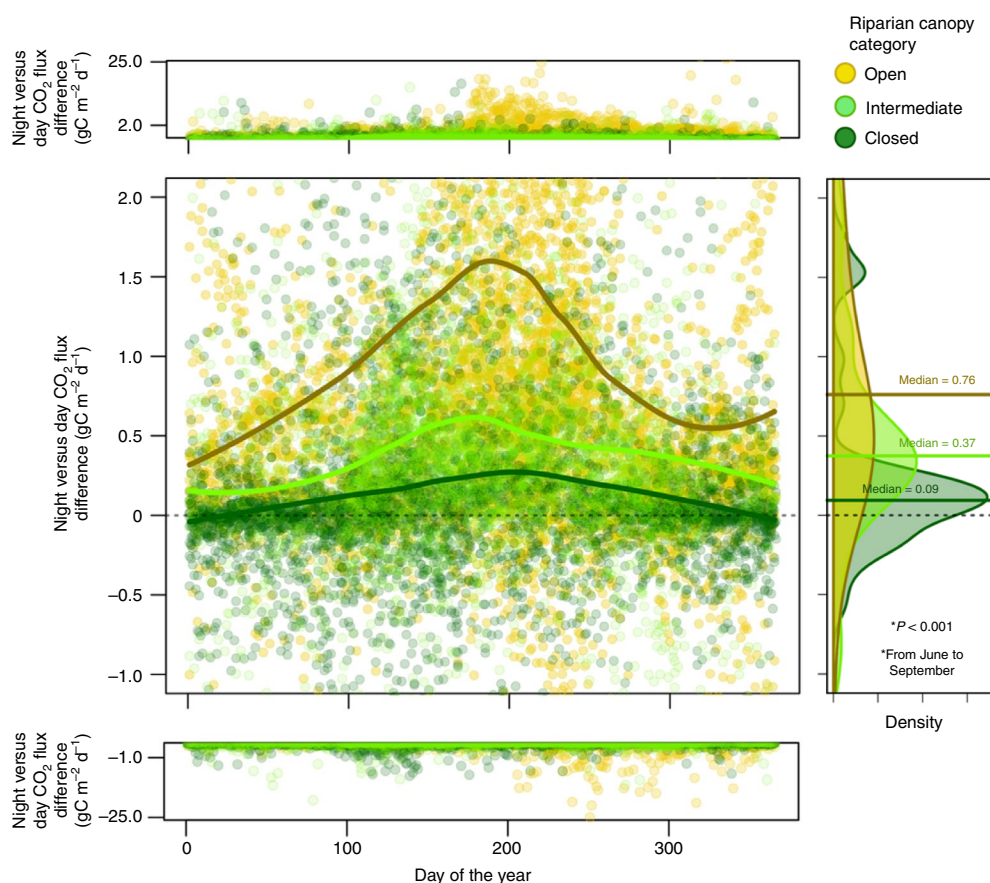 Riparian canopy
category
Open
Intermediate
Closed
Night versus
day CO₂ flux
difference
(gC m⁻² d⁻¹)
25.0
2.0
Night versus day CO₂ flux
difference (gC m⁻² d⁻¹)
2.0
1.5
1.0
0.5
0
−0.5
−1.0
Median = 0.76
Median = 0.37
Median = 0.09
*P < 0.001
*From June to
September
Density
Night versus
day CO₂ flux
difference
(gC m⁻² d⁻¹)
−1.0
−25.0
0 100 200 300
Day of the year